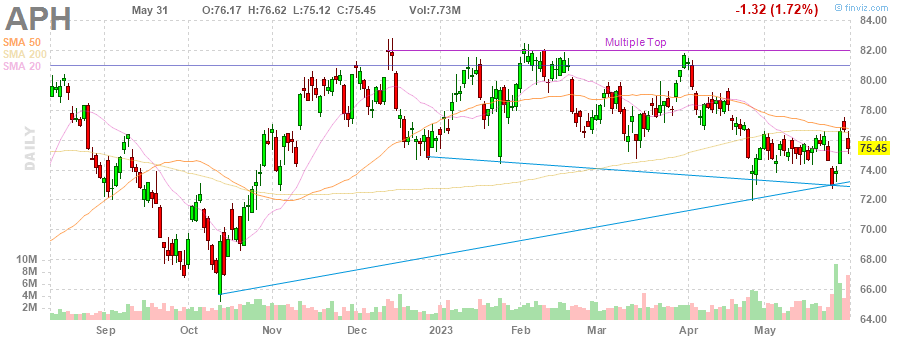 APH May 31 O:76.17 H:76.62 L:75.12 C:75.45 Vol:7.73M -1.32 (1.72%) finviz.com
SMA 50
SMA 200
SMA 20
DAILY
Multiple Top
84.00
82.00
80.00
78.00
76.00
75.45
74.00
72.00
70.00
68.00
66.00
64.00
10M
8M
6M
4M
2M
Sep Oct Nov Dec 2023 Feb Mar Apr May